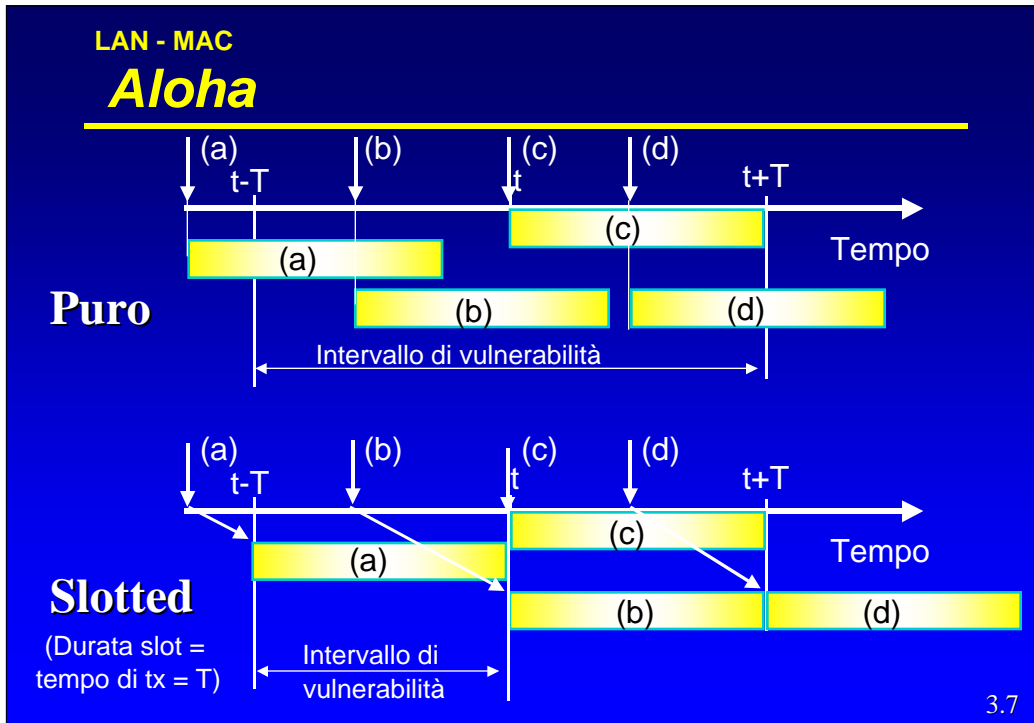 LAN - MAC
Aloha
(a) (b) (c) (d)
t-T t t+T
(c)
Tempo
(a)
Puro
(b) (d)
Intervallo di vulnerabilità
(a) (b) (c) (d)
t-T t t+T
(c)
Tempo
(a)
Slotted
(b) (d)
(Durata slot =
tempo di tx = T)
Intervallo di
vulnerabilità
3.7